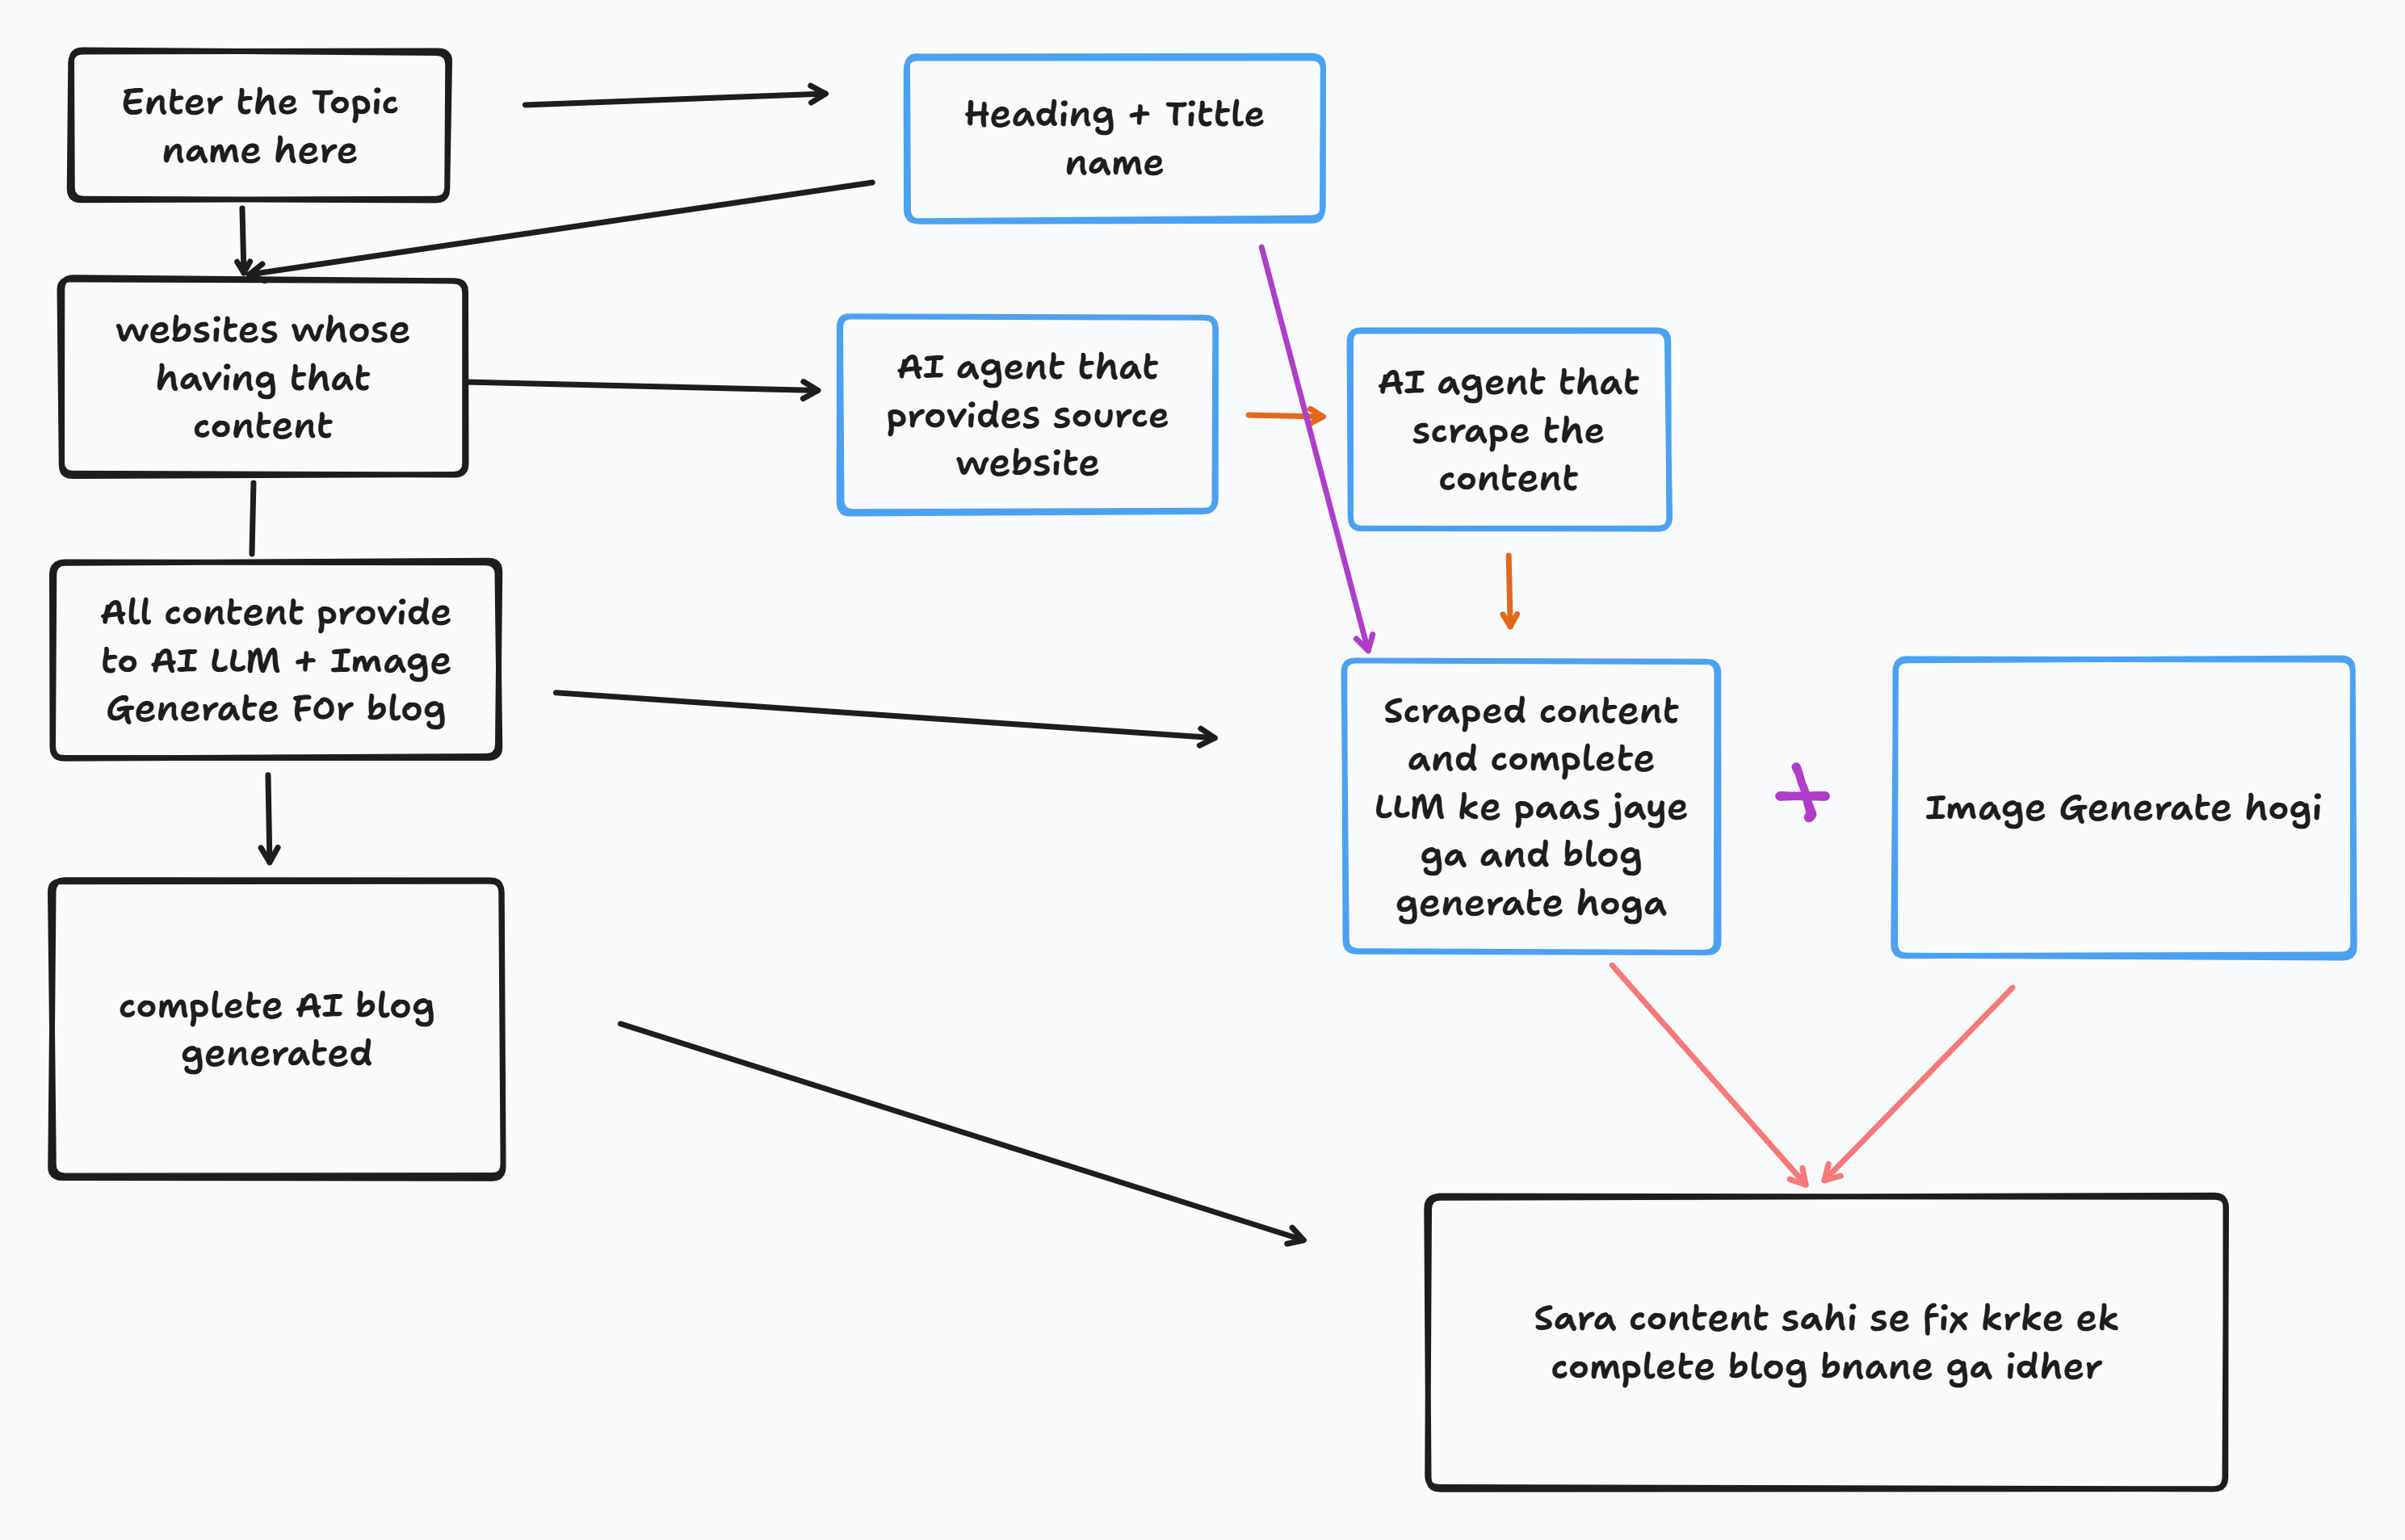 Enter the Topic
name here
Heading + Tittle
name
websites whose
having that
content
AI agent that
provides source
website
AI agent that
scrape the
content
All content provide
to AI LLM + Image
Generate FOr blog
Scraped content
and complete
LLM ke paas jaye
ga and blog
generate hoga
+
Image Generate hogi
complete AI blog
generated
Sara content sahi se fix krke ek
complete blog bnane ga idher